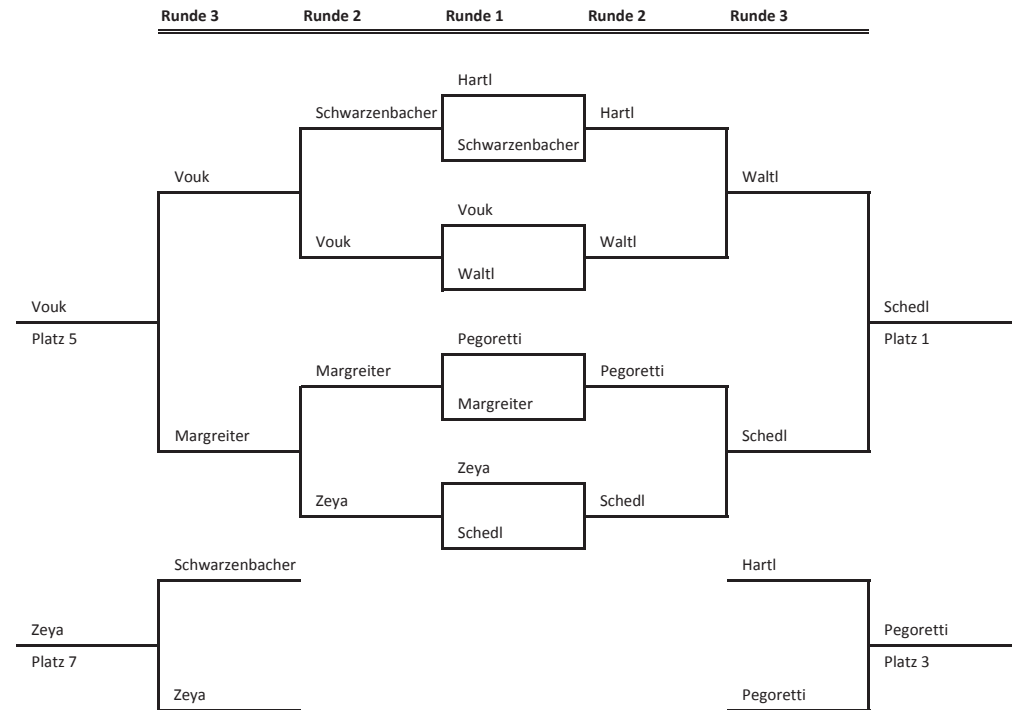 Runde 3 Runde 2 Runde 1 Runde 2 Runde 3
Hartl
Schwarzenbacher Hartl
Schwarzenbacher
Vouk Waltl
Vouk
Vouk Waltl
Waltl
Vouk Schedl
Platz 5 Platz 1
Pegoretti
Margreiter Pegoretti
Margreiter
Margreiter Schedl
Zeya
Zeya Schedl
Schedl
Schwarzenbacher Hartl
Zeya Pegoretti
Platz 7 Platz 3
Zeya Pegoretti